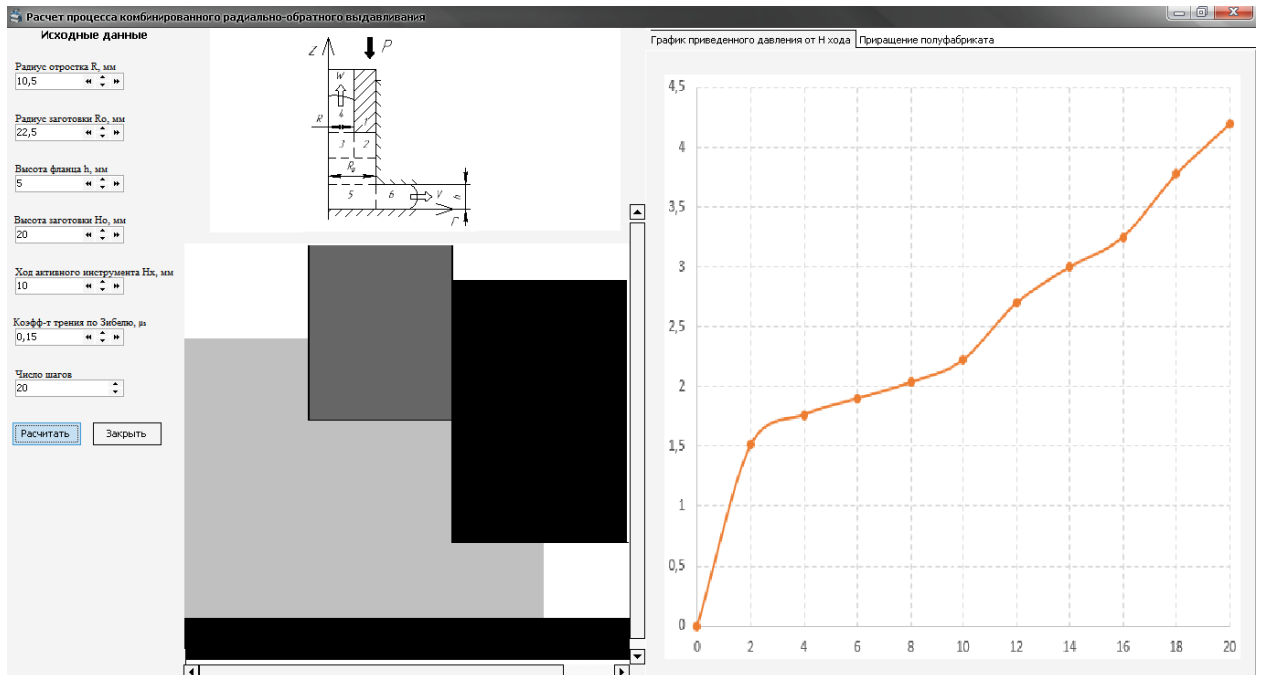 Расчет процесса комбинированного радиально-обратного выдавливания
Исходные данные
Радиус отростка R, мм
10,5
Радиус заготовки Ro, мм
22,5
Высота фланца h, мм
5
Высота заготовки Ho, мм
20
Ход активного инструмента Hx, мм
10
Коэфф-т трения по Зибелю, μs
0,15
Число шагов
20
Расчитать
Закрыть
Z
P
W
R
4
1
3
2
R₀
5
6
V
h
r
График приведенного давления от Н хода
Приращение полуфабриката
4,5
4
3,5
3
2,5
2
1,5
1
0,5
0
0 2 4 6 8 10 12 14 16 18 20